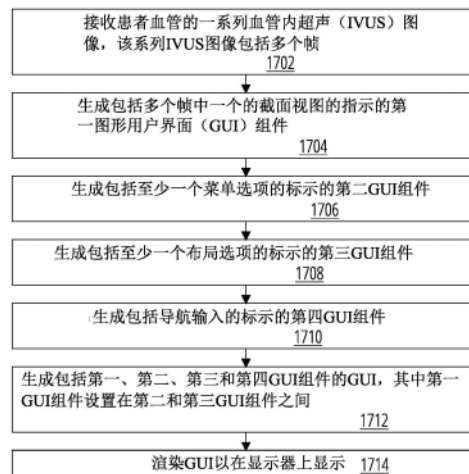 接收患者血管的一系列血管内超声（IVUS）图
像，该系列IVUS图像包括多个帧
1702
生成包括多个帧中一个的截面视图的指示的第
一图形用户界面（GUI）组件
1704
生成包括至少一个菜单选项的标示的第二GUI组件
1706
生成包括至少一个布局选项的标示的第三GUI组件
1708
生成包括导航输入的标示的第四GUI组件
1710
生成包括第一、第二、第三和第四GUI组件的GUI，其中第一
GUI组件设置在第二和第三GUI组件之间
1712
渲染GUI以在显示器上显示 1714